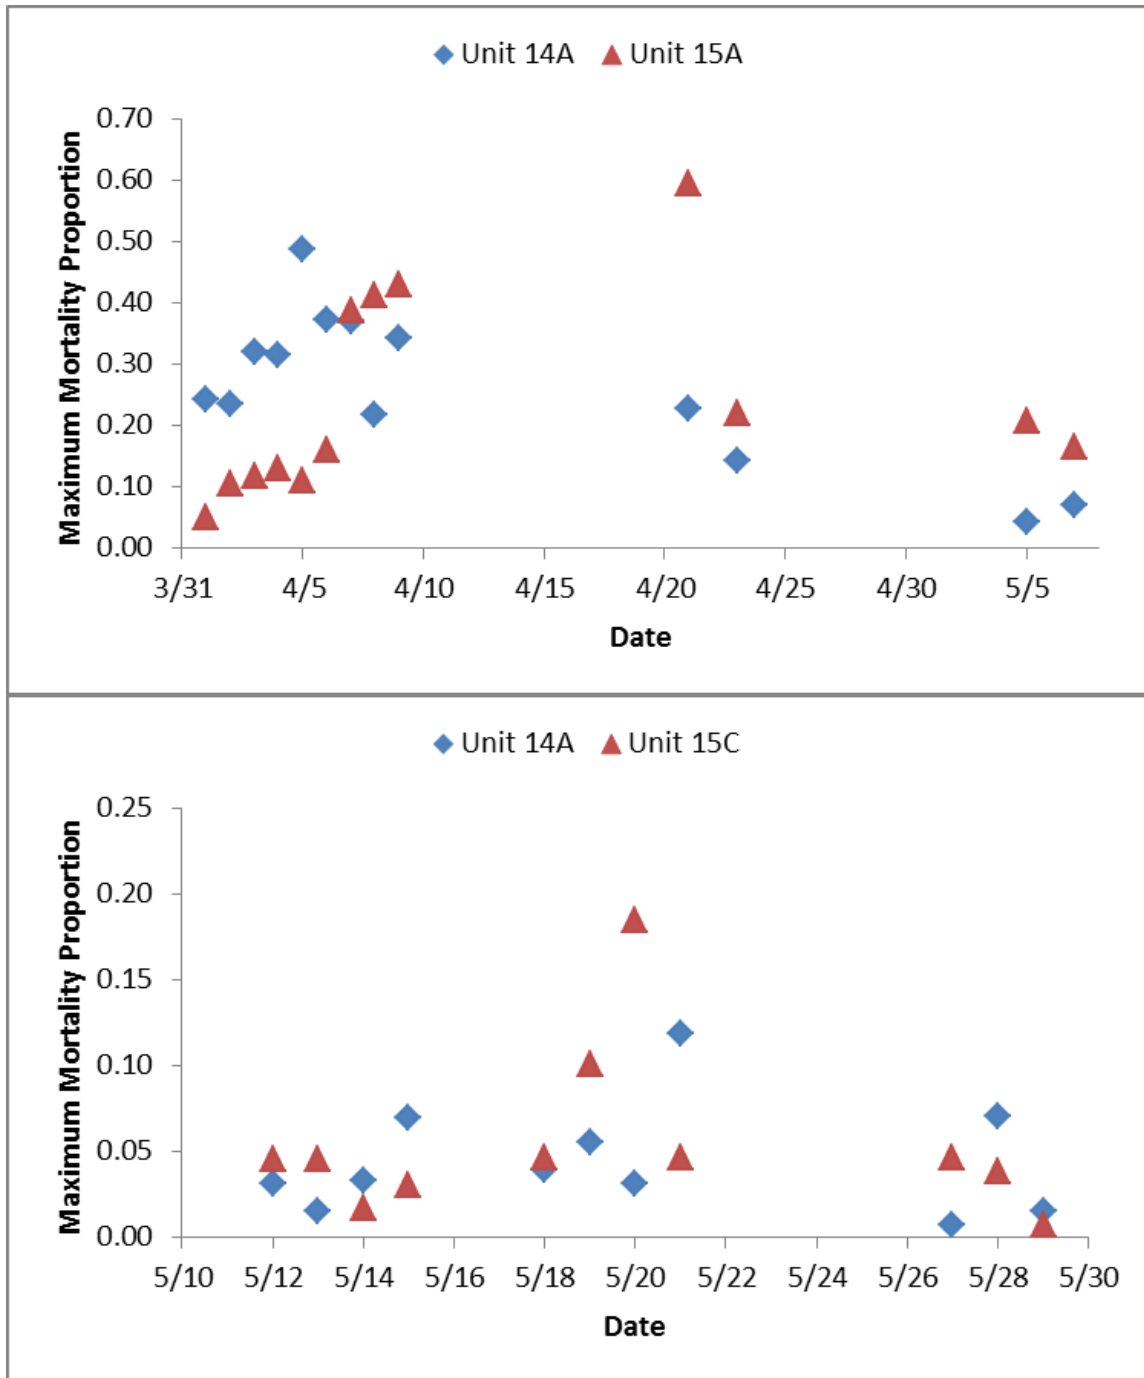 Unit 14A Unit 15A
Maximum Mortality Proportion
0.70
0.60
0.50
0.40
0.30
0.20
0.10
0.00
3/31 4/5 4/10 4/15 4/20 4/25 4/30 5/5
Date
Unit 14A Unit 15C
Maximum Mortality Proportion
0.25
0.20
0.15
0.10
0.05
0.00
5/10 5/12 5/14 5/16 5/18 5/20 5/22 5/24 5/26 5/28 5/30
Date